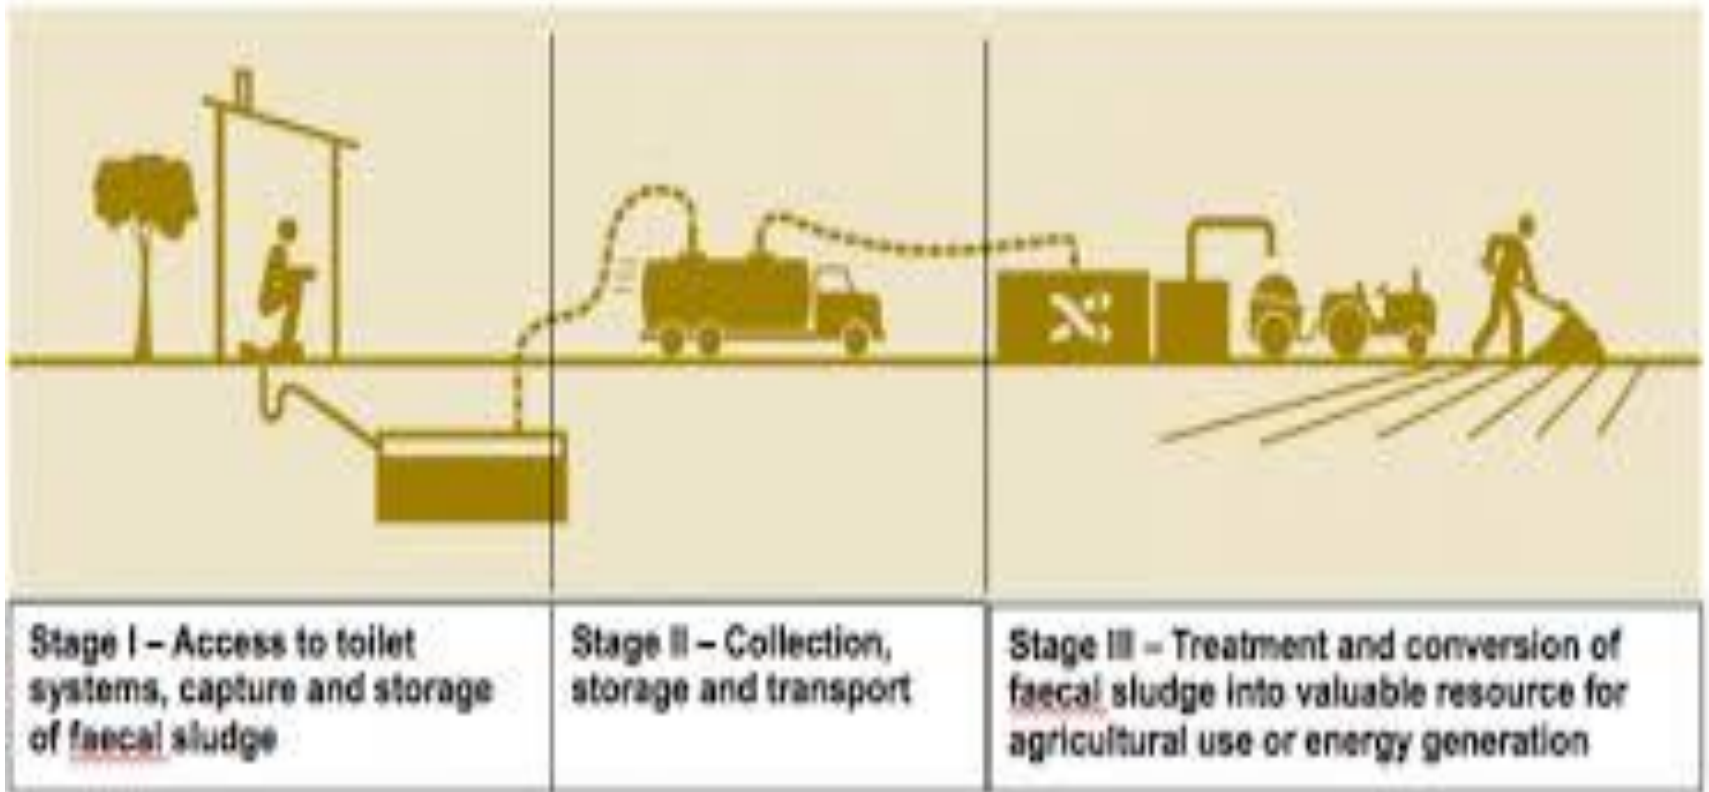 Stage I – Access to toilet
systems, capture and storage
of faecal sludge
Stage II – Collection,
storage and transport
Stage III – Treatment and conversion of
faecal sludge into valuable resource for
agricultural use or energy generation